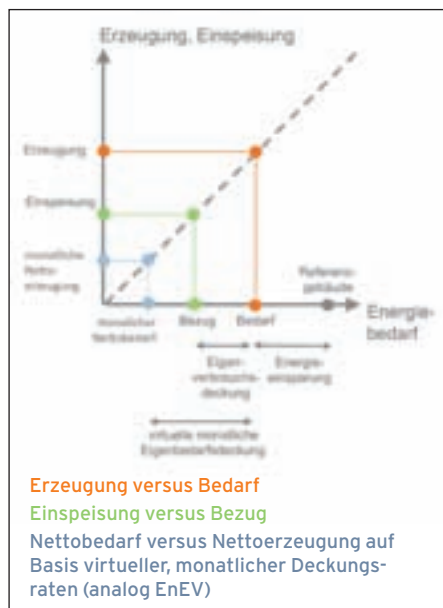 Erzeugung, Einspeisung
Erzeugung
Einspeisung
monatliche
Netto-
erzeugung
Referenz-
gebäude
monatlicher
Nettobedarf
Bezug
Bedarf
Energie-
bedarf
Eigen-
verbrauchs-
deckung
Energie-
einsparung
virtuelle monatliche
Eigenbedarfsdeckung
Erzeugung versus Bedarf
Einspeisung versus Bezug
Nettobedarf versus Nettoerzeugung auf
Basis virtueller, monatlicher Deckungs-
raten (analog EnEV)